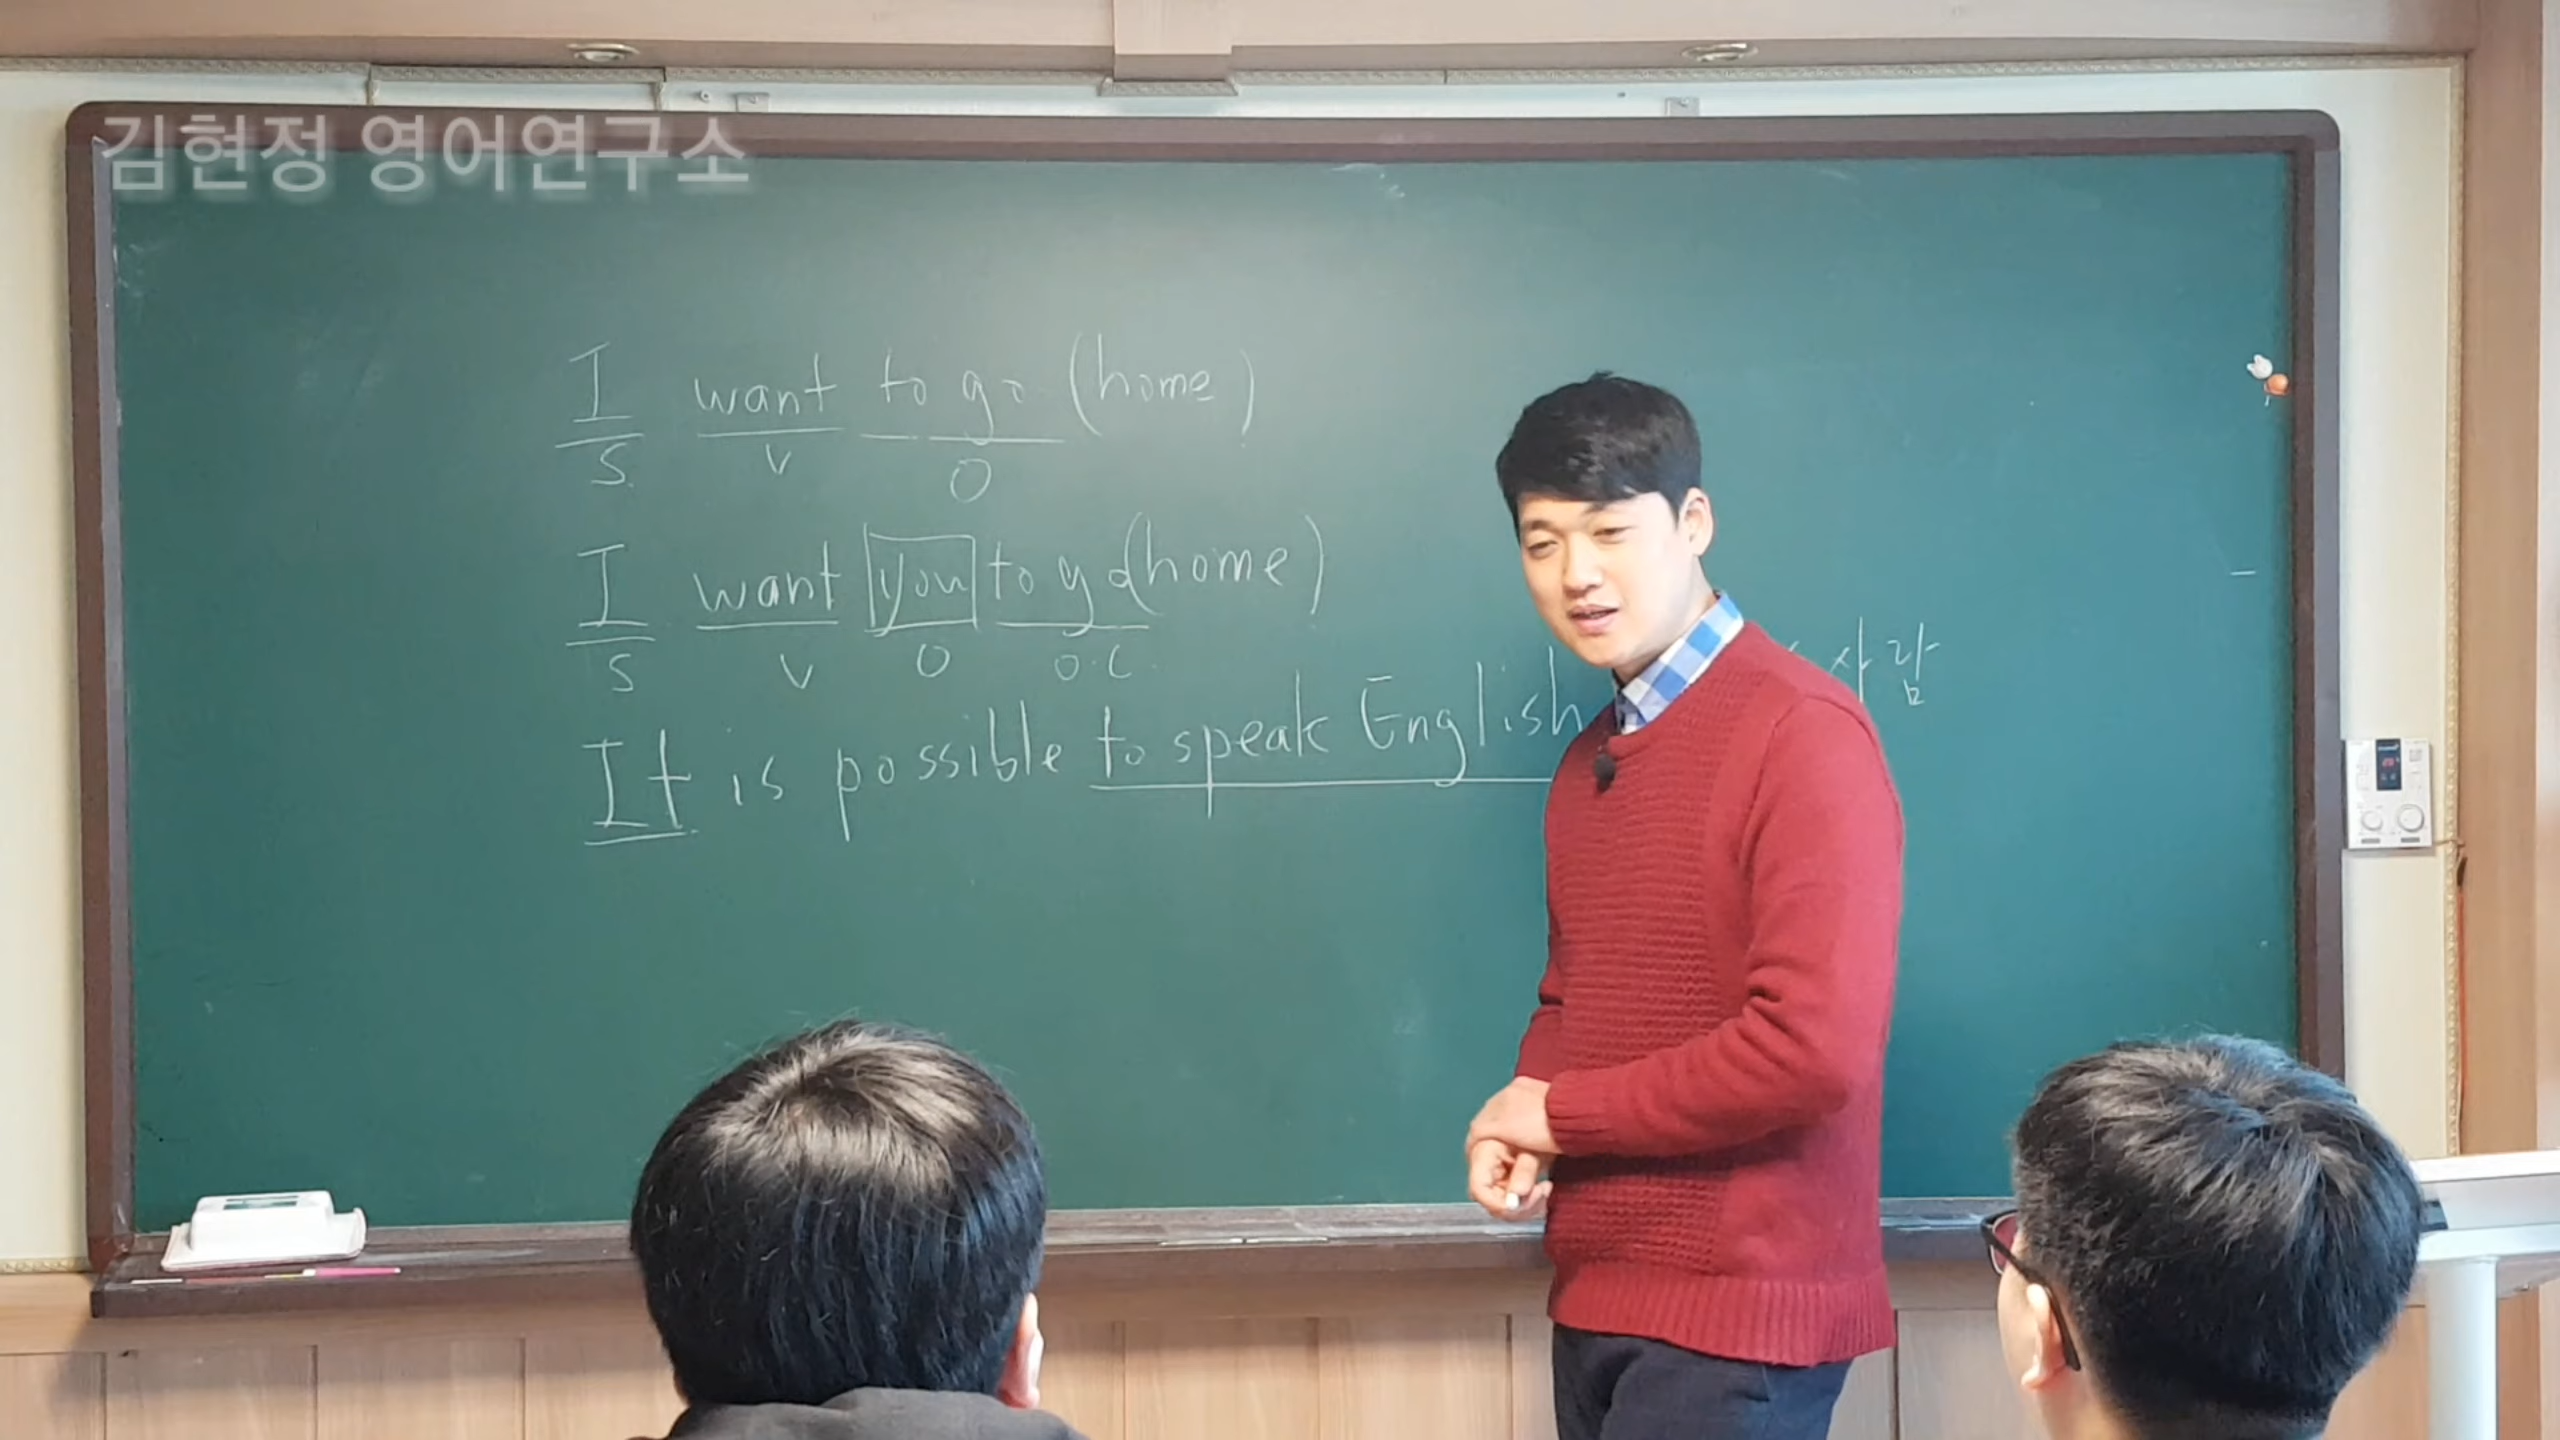 김현정 영어연구소
I want to go (home)
S V O
I want you to go (home)
S V O O.C
사람
It is possible to speak English